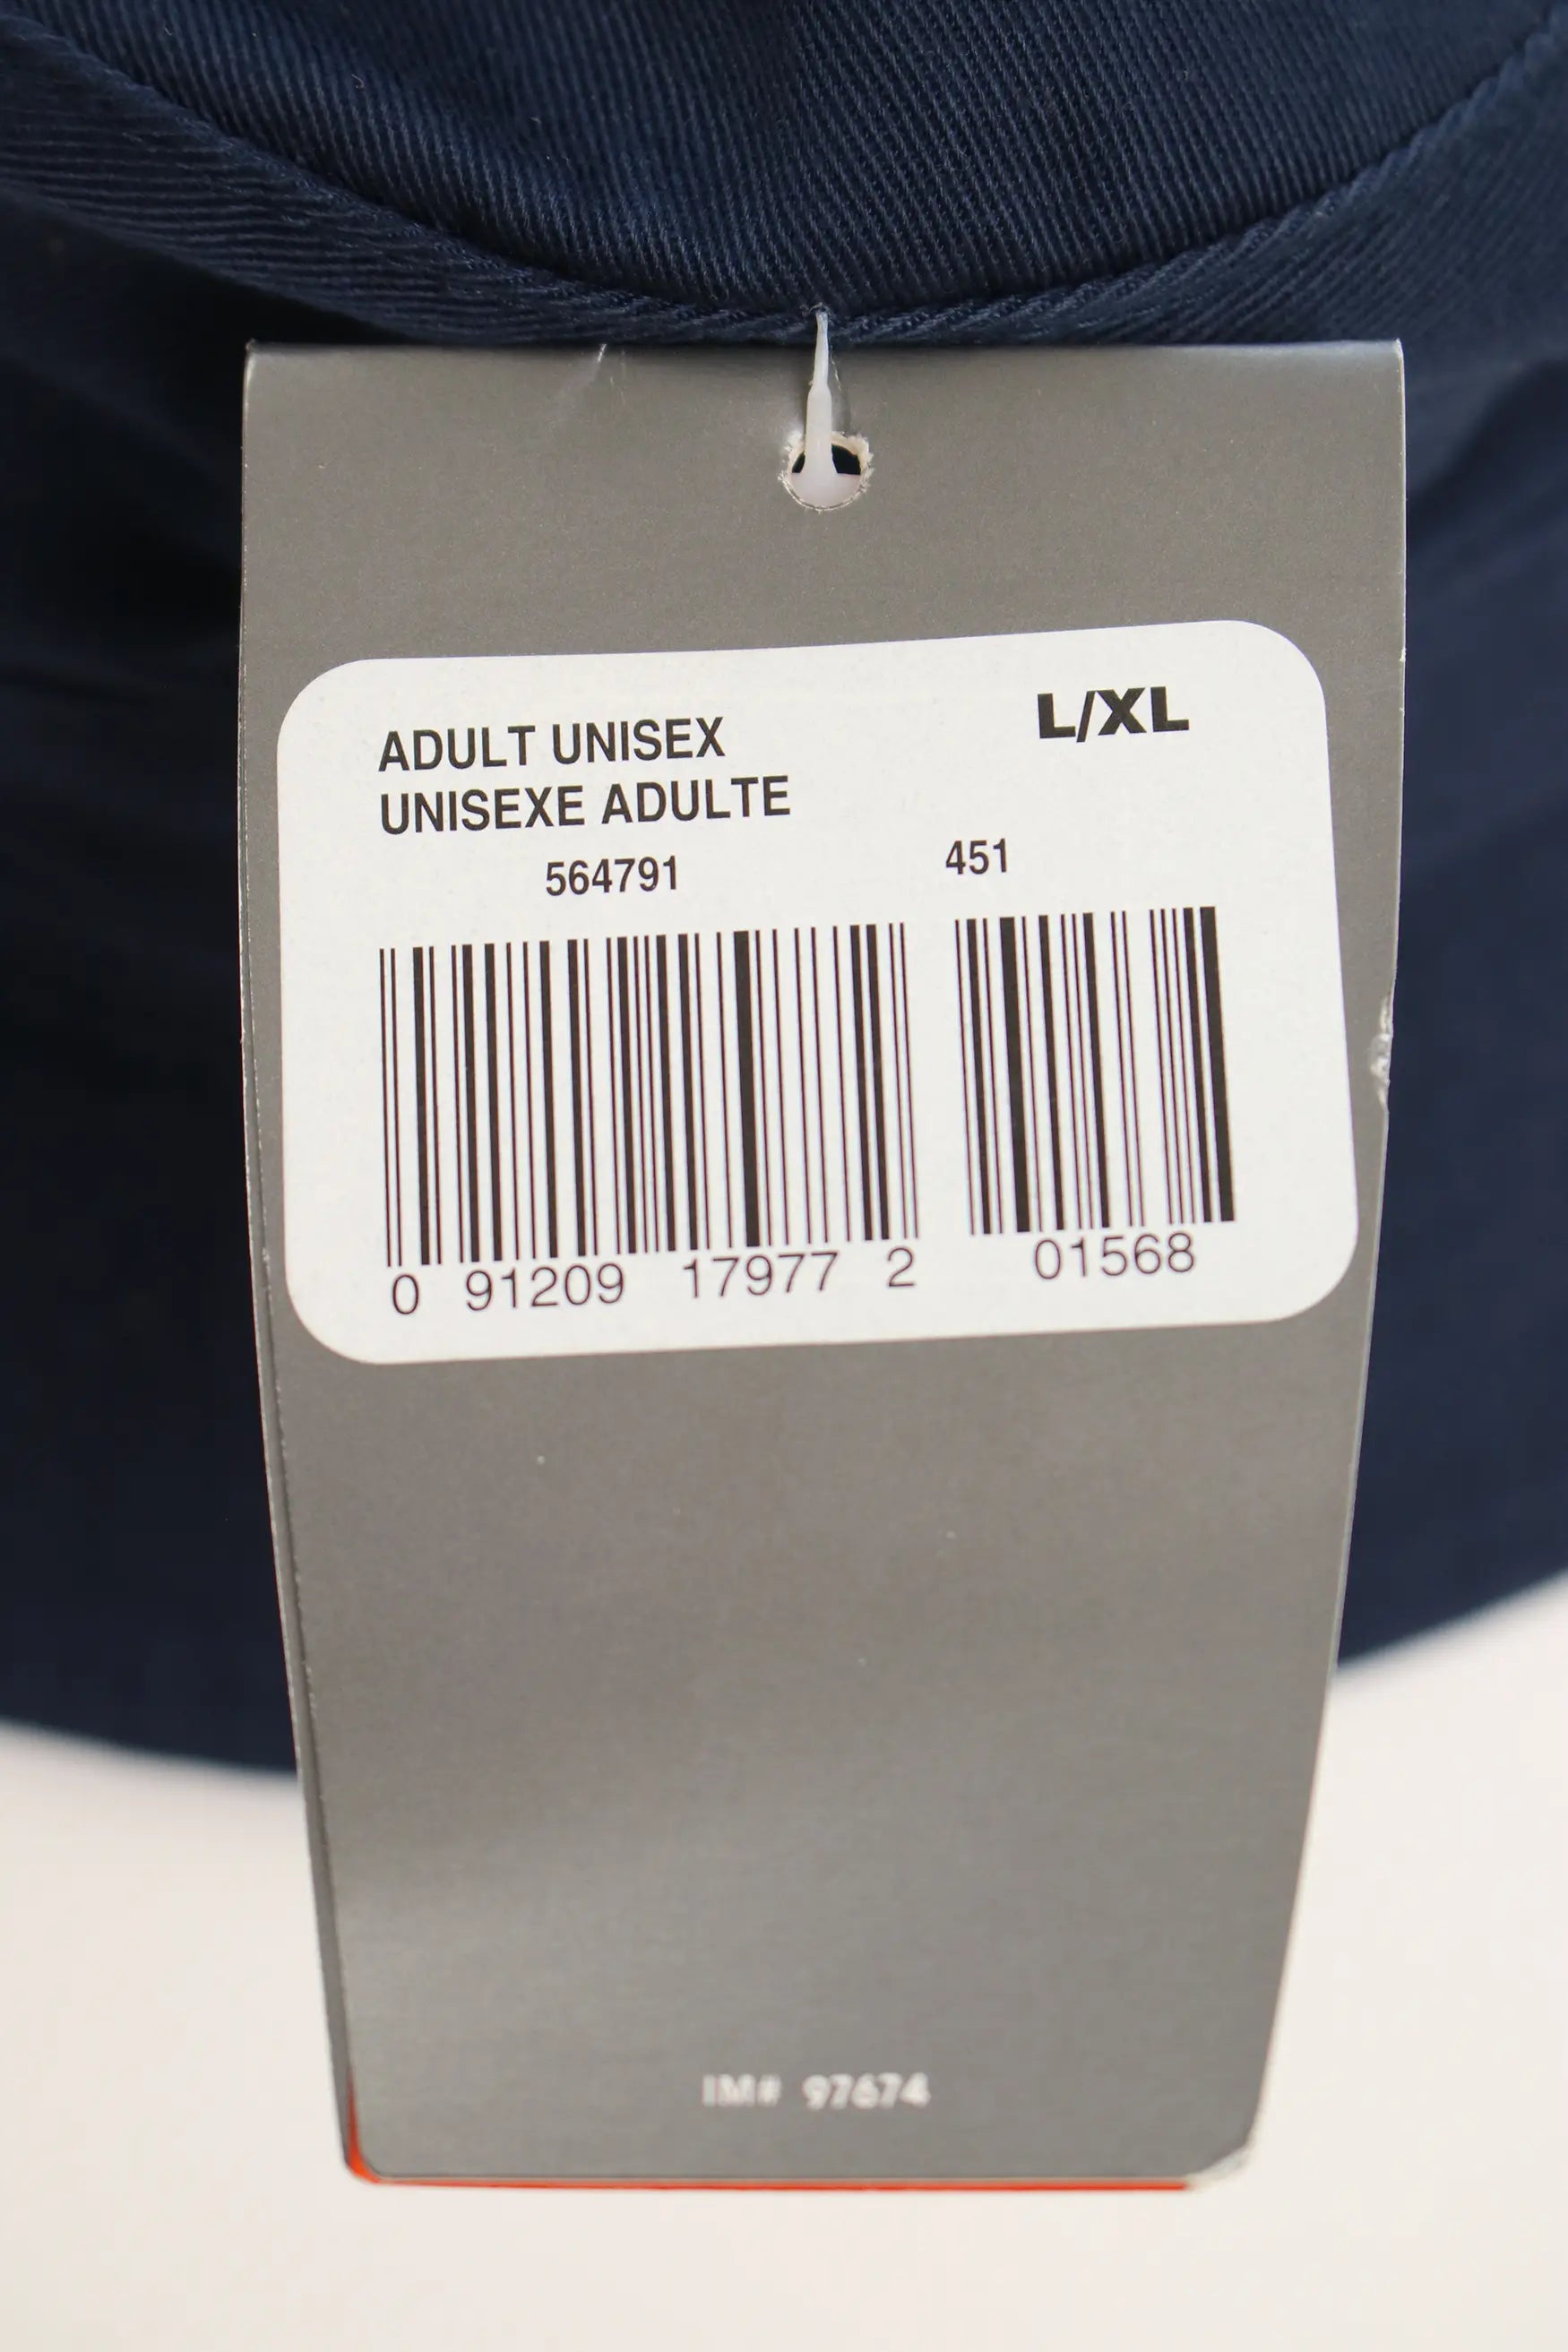 ADULT UNISEX L/XL
UNISEXE ADULTE
564791 451
0 91209 17977 2 01568
IM# 97674